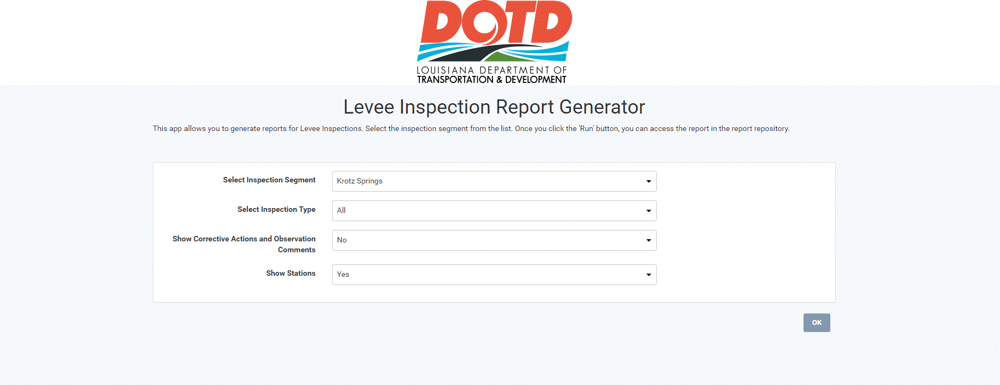 DOTD
LOUISIANA DEPARTMENT OF
TRANSPORTATION & DEVELOPMENT
Levee Inspection Report Generator
This app allows you to generate reports for Levee Inspections. Select the inspection segment from the list. Once you click the 'Run' button, you can access the report in the report repository.
Select Inspection Segment
Krotz Springs
Select Inspection Type
All
Show Corrective Actions and Observation
Comments
No
Show Stations
Yes
OK